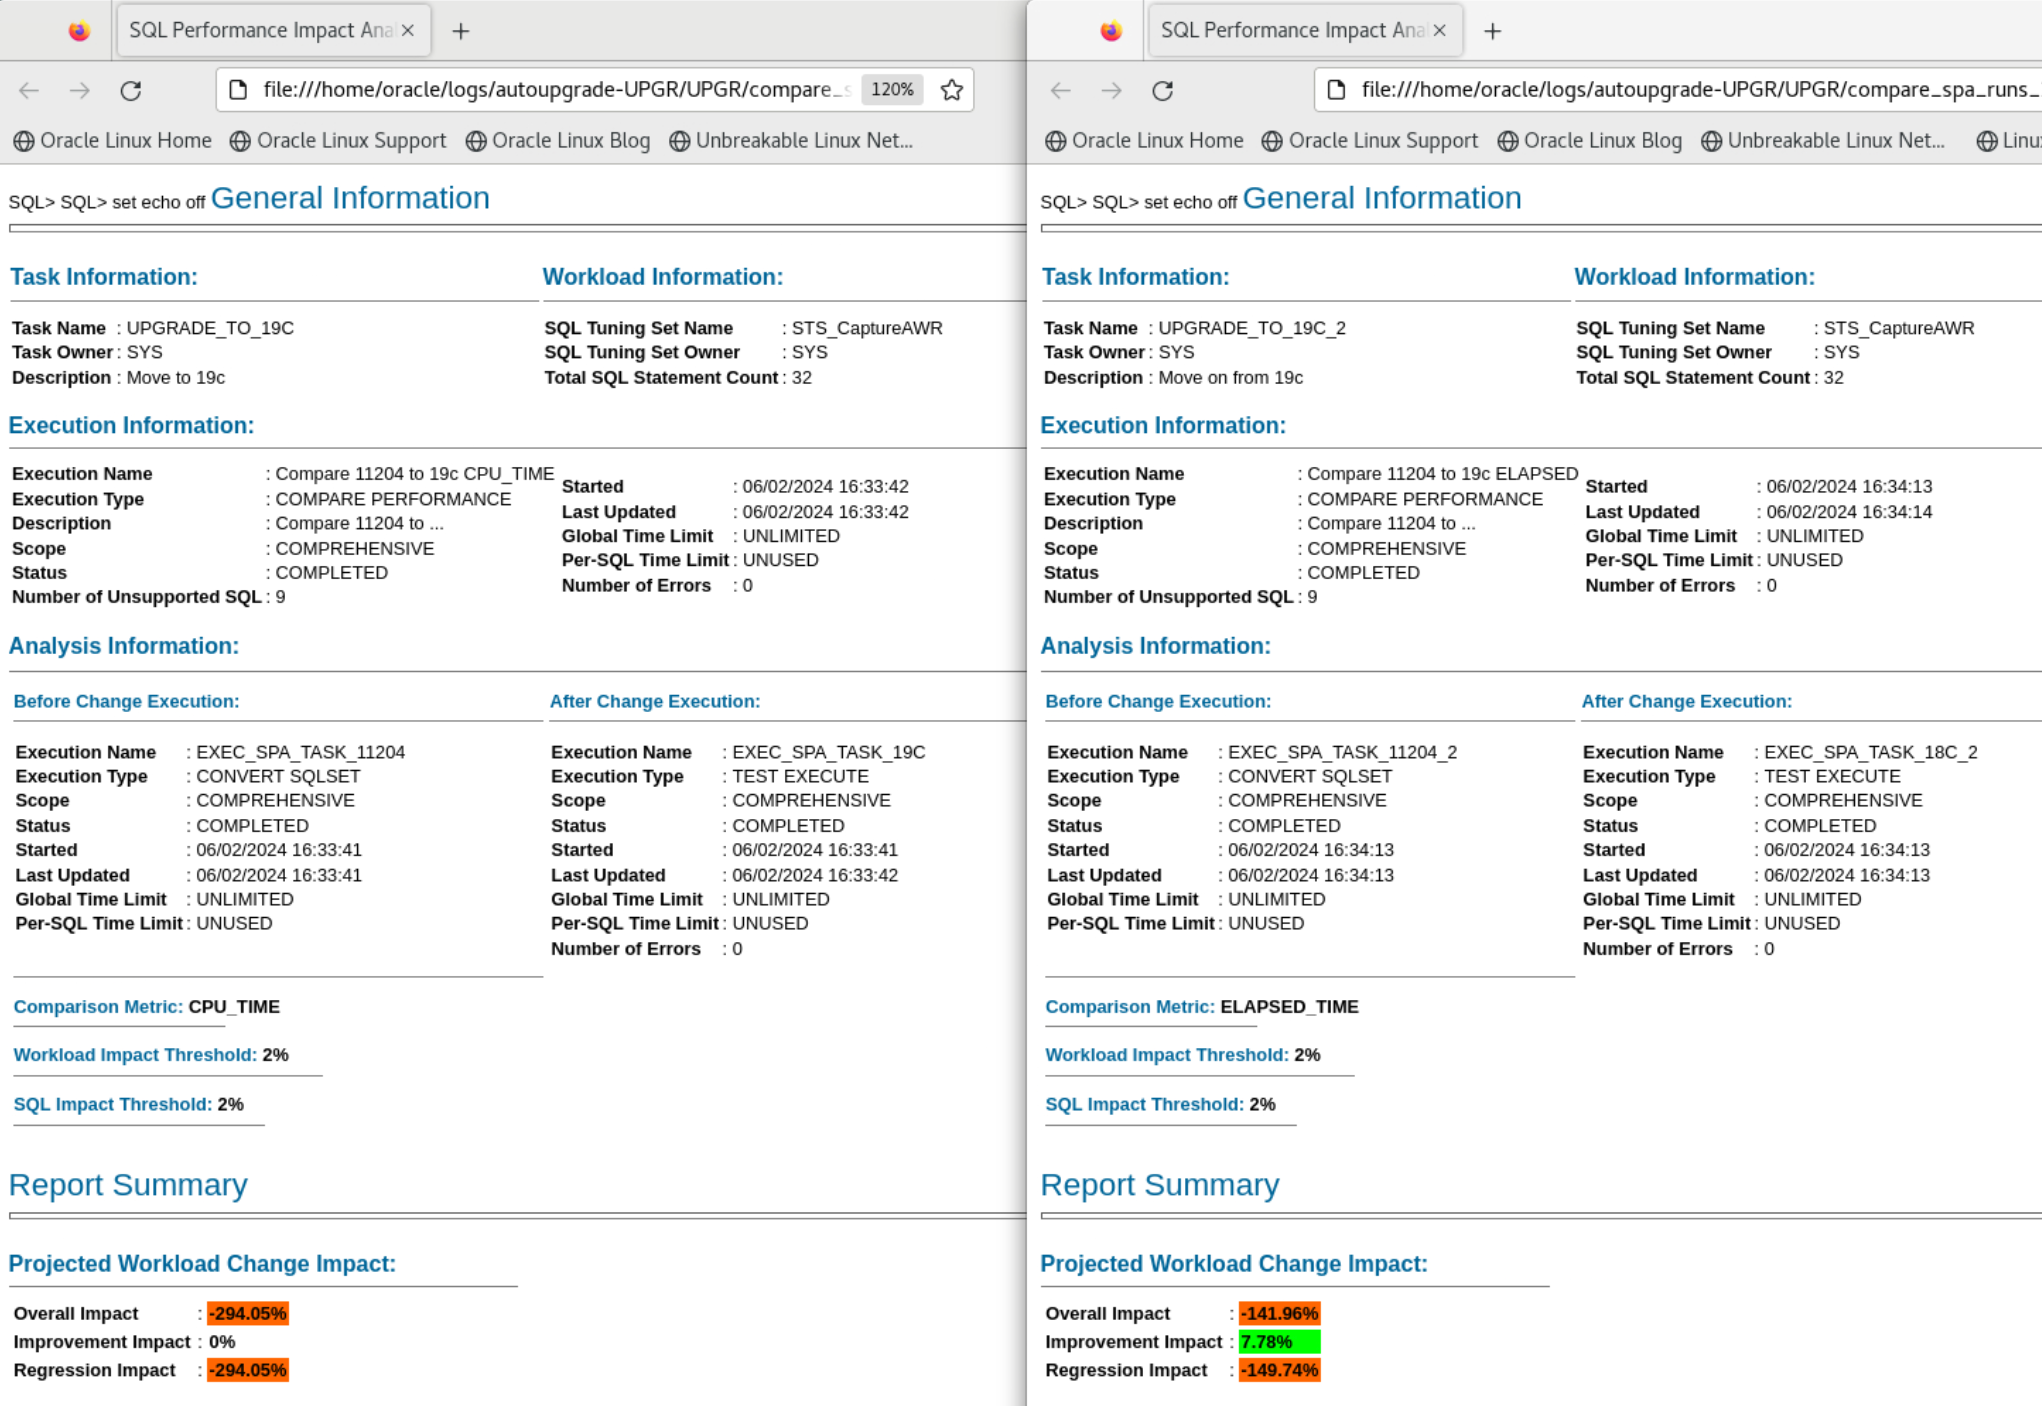 SQL Performance Impact Ana
file:///home/oracle/logs/autoupgrade-UPGR/UPGR/compare_s
120%
Oracle Linux Home
Oracle Linux Support
Oracle Linux Blog
Unbreakable Linux Net...
SQL> SQL> set echo off General Information
Task Information:
Task Name : UPGRADE_TO_19C
Task Owner : SYS
Description : Move to 19c
Workload Information:
SQL Tuning Set Name : STS_CaptureAWR
SQL Tuning Set Owner : SYS
Total SQL Statement Count : 32
Execution Information:
Execution Name : Compare 11204 to 19c CPU_TIME
Execution Type : COMPARE PERFORMANCE
Description : Compare 11204 to ...
Scope : COMPREHENSIVE
Status : COMPLETED
Number of Unsupported SQL : 9
Started : 06/02/2024 16:33:42
Last Updated : 06/02/2024 16:33:42
Global Time Limit : UNLIMITED
Per-SQL Time Limit : UNUSED
Number of Errors : 0
Analysis Information:
Before Change Execution:
Execution Name : EXEC_SPA_TASK_11204
Execution Type : CONVERT SQLSET
Scope : COMPREHENSIVE
Status : COMPLETED
Started : 06/02/2024 16:33:41
Last Updated : 06/02/2024 16:33:41
Global Time Limit : UNLIMITED
Per-SQL Time Limit : UNUSED
After Change Execution:
Execution Name : EXEC_SPA_TASK_19C
Execution Type : TEST EXECUTE
Scope : COMPREHENSIVE
Status : COMPLETED
Started : 06/02/2024 16:33:41
Last Updated : 06/02/2024 16:33:42
Global Time Limit : UNLIMITED
Per-SQL Time Limit : UNUSED
Number of Errors : 0
Comparison Metric: CPU_TIME
Workload Impact Threshold: 2%
SQL Impact Threshold: 2%
Report Summary
Projected Workload Change Impact:
Overall Impact : -294.05%
Improvement Impact : 0%
Regression Impact : -294.05%
SQL Performance Impact Ana
file:///home/oracle/logs/autoupgrade-UPGR/UPGR/compare_spa_runs_
Oracle Linux Home
Oracle Linux Support
Oracle Linux Blog
Unbreakable Linux Net...
Linu
SQL> SQL> set echo off General Information
Task Information:
Task Name : UPGRADE_TO_19C_2
Task Owner : SYS
Description : Move on from 19c
Workload Information:
SQL Tuning Set Name : STS_CaptureAWR
SQL Tuning Set Owner : SYS
Total SQL Statement Count : 32
Execution Information:
Execution Name : Compare 11204 to 19c ELAPSED
Execution Type : COMPARE PERFORMANCE
Description : Compare 11204 to ...
Scope : COMPREHENSIVE
Status : COMPLETED
Number of Unsupported SQL : 9
Started : 06/02/2024 16:34:13
Last Updated : 06/02/2024 16:34:14
Global Time Limit : UNLIMITED
Per-SQL Time Limit : UNUSED
Number of Errors : 0
Analysis Information:
Before Change Execution:
Execution Name : EXEC_SPA_TASK_11204_2
Execution Type : CONVERT SQLSET
Scope : COMPREHENSIVE
Status : COMPLETED
Started : 06/02/2024 16:34:13
Last Updated : 06/02/2024 16:34:13
Global Time Limit : UNLIMITED
Per-SQL Time Limit : UNUSED
After Change Execution:
Execution Name : EXEC_SPA_TASK_18C_2
Execution Type : TEST EXECUTE
Scope : COMPREHENSIVE
Status : COMPLETED
Started : 06/02/2024 16:34:13
Last Updated : 06/02/2024 16:34:13
Global Time Limit : UNLIMITED
Per-SQL Time Limit : UNUSED
Number of Errors : 0
Comparison Metric: ELAPSED_TIME
Workload Impact Threshold: 2%
SQL Impact Threshold: 2%
Report Summary
Projected Workload Change Impact:
Overall Impact : -141.96%
Improvement Impact : 7.78%
Regression Impact : -149.74%